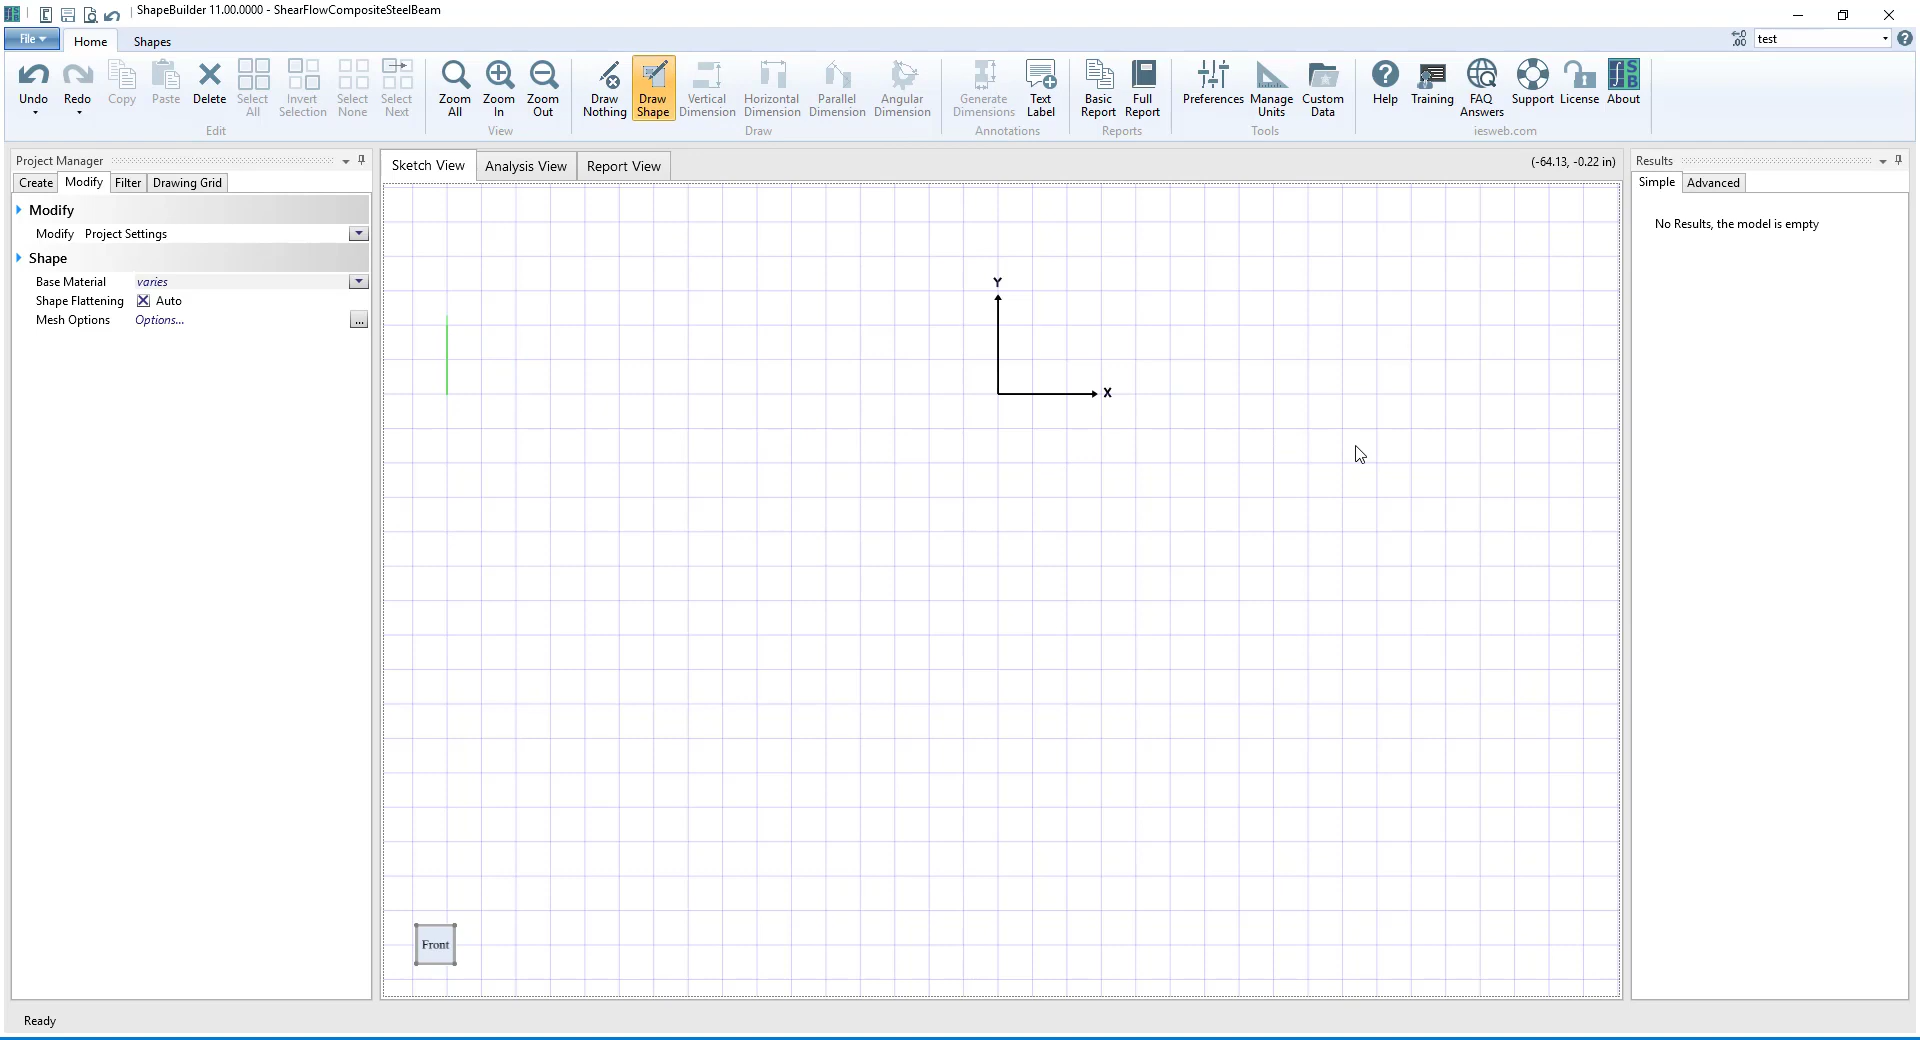 ShapeBuilder 11.00.0000 - ShearFlowCompositeSteelBeam
File Home Shapes
←.0 .00 test
Undo Redo Copy Paste Delete Select All Invert Selection Select None Select Next
Zoom All Zoom In Zoom Out
Draw Nothing Draw Shape Vertical Dimension Horizontal Dimension Parallel Dimension Angular Dimension
Generate Dimensions Text Label
Basic Report Full Report
Preferences Manage Units Custom Data
Help Training FAQ Answers Support License About
Edit View Draw Annotations Reports Tools iesweb.com
Project Manager
Create Modify Filter Drawing Grid
Modify
Modify Project Settings
Shape
Base Material varies
Shape Flattening Auto
Mesh Options Options... ...
Sketch View Analysis View Report View (-64.13, -0.22 in)
Y
X
Front
Results
Simple Advanced
No Results, the model is empty
Ready